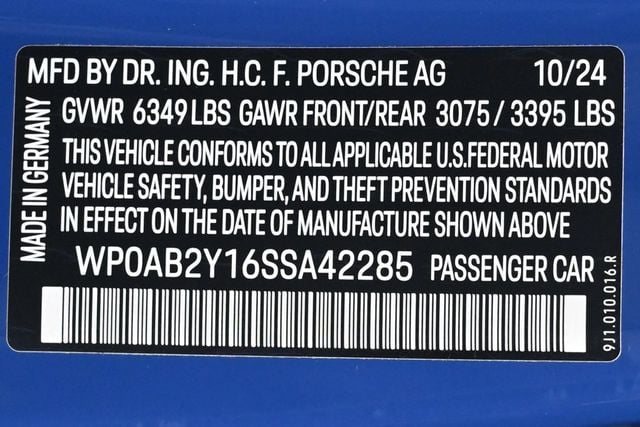 MFD BY DR. ING. H.C. F. PORSCHE AG 10/24
GVWR 6349 LBS GAWR FRONT/REAR 3075 / 3395 LBS
THIS VEHICLE CONFORMS TO ALL APPLICABLE U.S.FEDERAL MOTOR
VEHICLE SAFETY, BUMPER, AND THEFT PREVENTION STANDARDS
IN EFFECT ON THE DATE OF MANUFACTURE SHOWN ABOVE
WP0AB2Y16SSA42285 PASSENGER CAR
MADE IN GERMANY
9J1.010.016.R